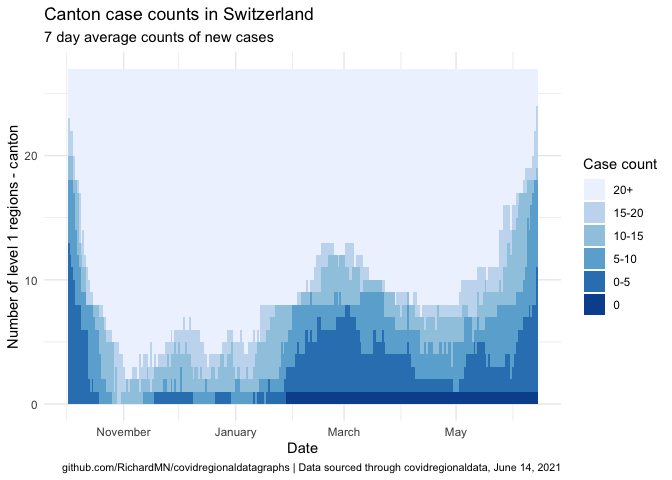 Canton case counts in Switzerland
7 day average counts of new cases
Number of level 1 regions - canton
20
10
0
November
January
March
May
Date
Case count
20+
15-20
10-15
5-10
0-5
0
github.com/RichardMN/covidregionaldatagraphs | Data sourced through covidregionaldata, June 14, 2021